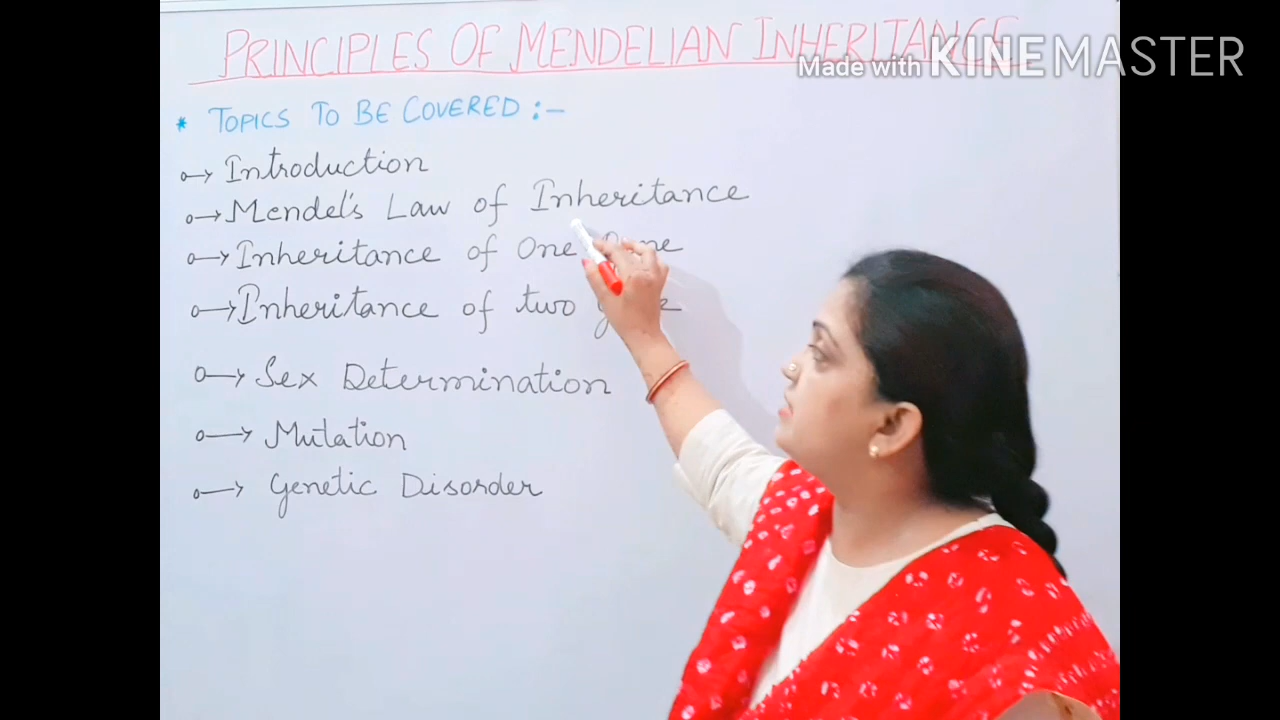 PRINCIPLES OF MENDELIAN INHERITANCE
Made with KINEMASTER
* TOPICS TO BE COVERED :-
Introduction
Mendel's Law of Inheritance
Inheritance of One
Inheritance of two
Sex Determination
Mutation
Genetic Disorder